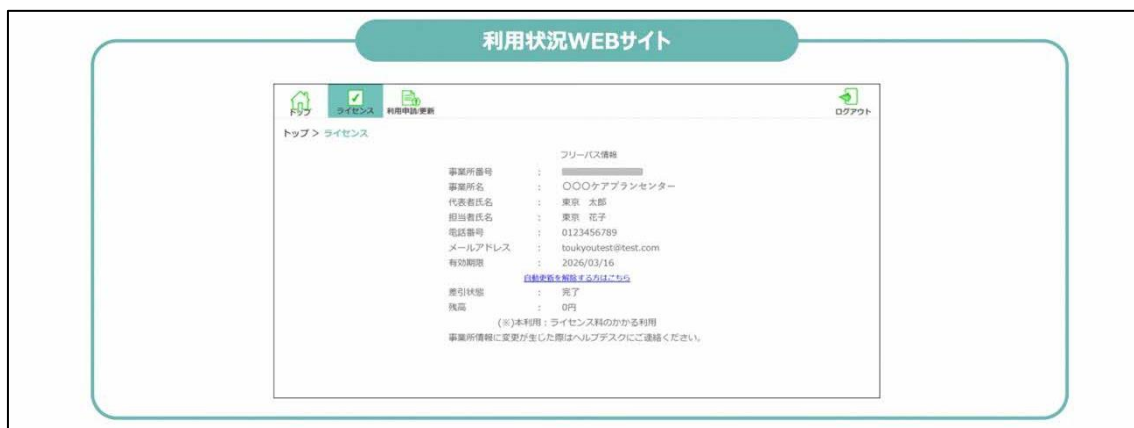 利用状況WEBサイト
トップ ライセンス 利用申請/更新 ログアウト
トップ > ライセンス
フリーパス情報
事業所番号 :
事業所名 : 〇〇〇ケアプランセンター
代表者氏名 : 東京 太郎
担当者氏名 : 東京 花子
電話番号 : 0123456789
メールアドレス : toukyoutest@test.com
有効期限 : 2026/03/16
自動更新を解除する方はこちら
差引状態 : 完了
残高 : 0円
(※)本利用：ライセンス料のかかる利用
事業所情報に変更が生じた際はヘルプデスクにご連絡ください。